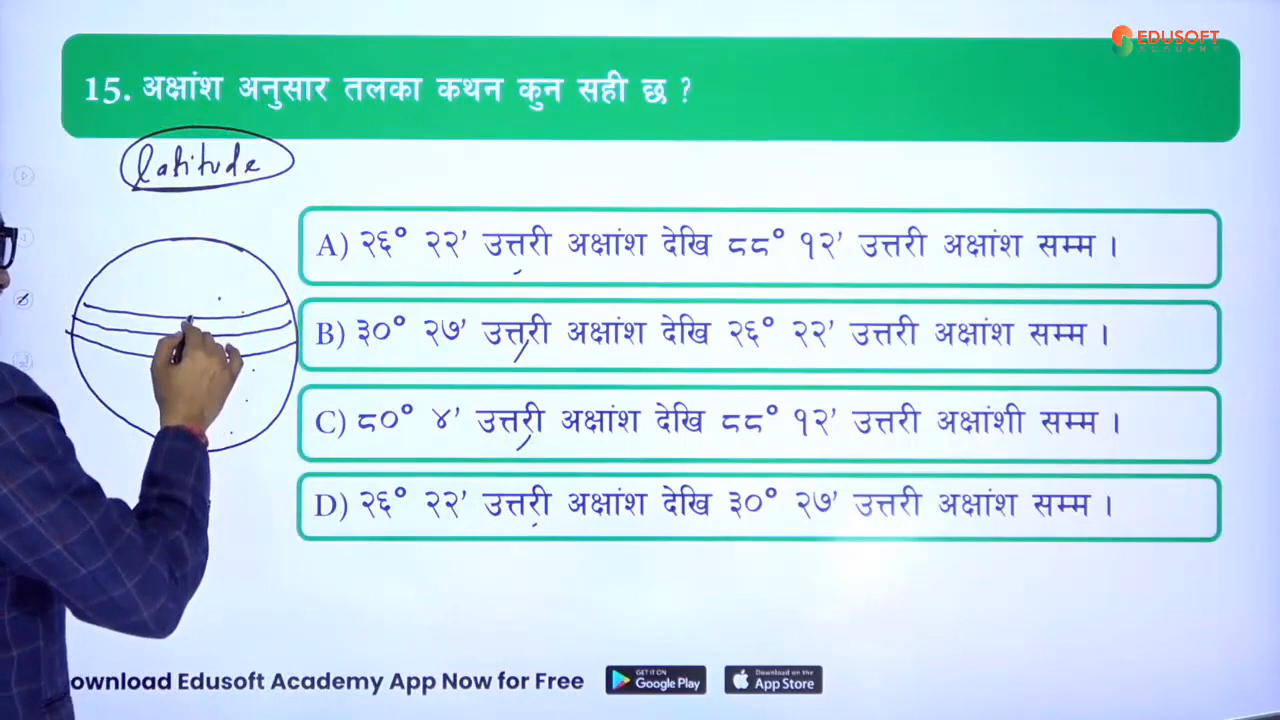 EDUSOFT
ACADEMY
15. अक्षांश अनुसार तलका कथन कुन सही छ ?
latitude
A) २६° २२' उत्तरी अक्षांश देखि ८८° १२' उत्तरी अक्षांश सम्म ।
B) ३०° २७' उत्तरी अक्षांश देखि २६° २२' उत्तरी अक्षांश सम्म ।
C) ८०° ४' उत्तरी अक्षांश देखि ८८° १२' उत्तरी अक्षांशी सम्म ।
D) २६° २२' उत्तरी अक्षांश देखि ३०° २७' उत्तरी अक्षांश सम्म ।
ownload Edusoft Academy App Now for Free
GET IT ON
Google Play
Download on the
App Store